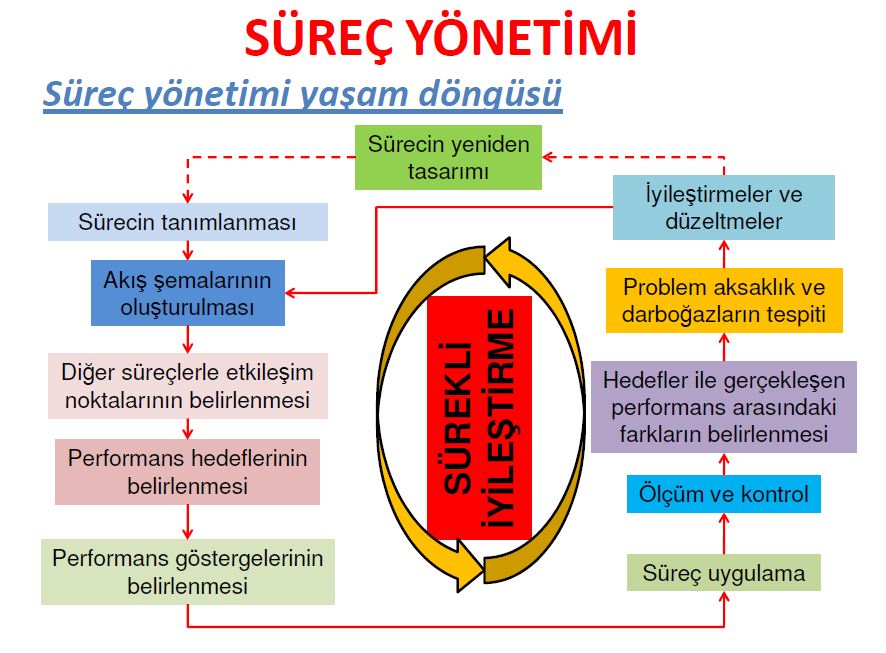 SÜREÇ YÖNETİMİ
Süreç yönetimi yaşam döngüsü
Sürecin yeniden
tasarımı
Sürecin tanımlanması
Akış şemalarının
oluşturulması
Diğer süreçlerle etkileşim
noktalarının belirlenmesi
Performans hedeflerinin
belirlenmesi
Performans göstergelerinin
belirlenmesi
SÜREKLİ
İYİLEŞTİRME
İyileştirmeler ve
düzeltmeler
Problem aksaklık ve
darboğazların tespiti
Hedefler ile gerçekleşen
performans arasındaki
farkların belirlenmesi
Ölçüm ve kontrol
Süreç uygulama